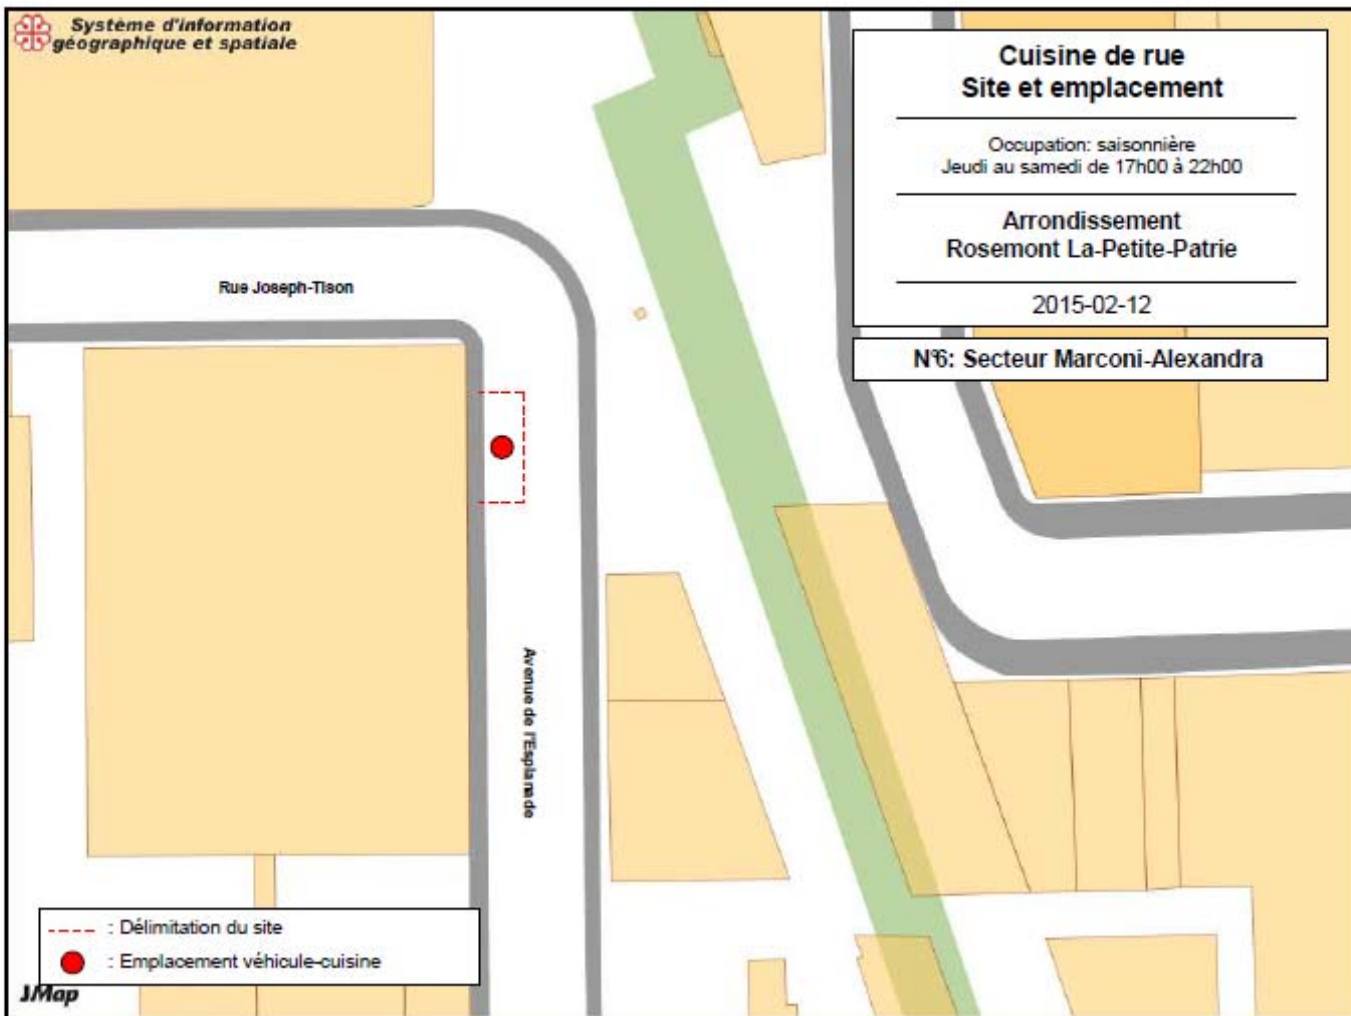 Système d'information
géographique et spatiale
Cuisine de rue
Site et emplacement
Occupation: saisonnière
Jeudi au samedi de 17h00 à 22h00
Arrondissement
Rosemont La-Petite-Patrie
2015-02-12
N°6: Secteur Marconi-Alexandra
Rue Joseph-Tison
Avenue de l'Esplanade
: Délimitation du site
: Emplacement véhicule-cuisine
JMap